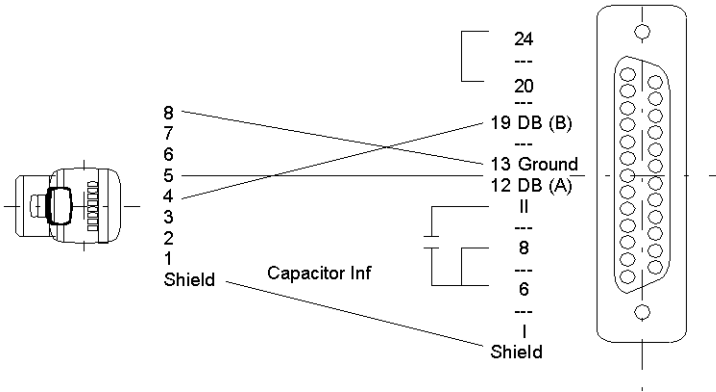 8
7
6
5
4
3
2
1
Shield
Capacitor Inf
24
---
20
---
19 DB (B)
---
13 Ground
12 DB (A)
II
---
8
---
6
---
I
Shield